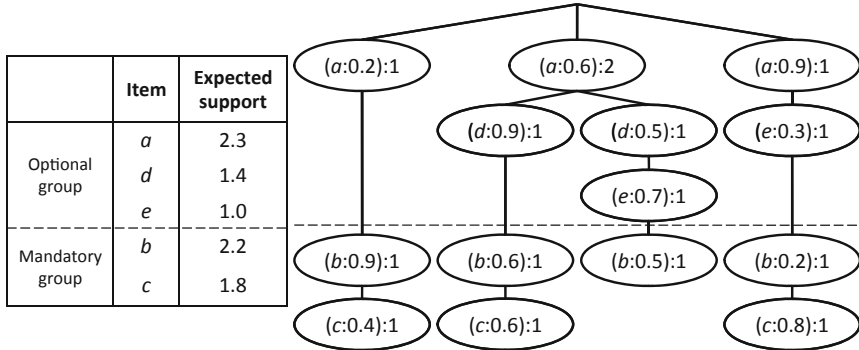 Item Expected support
Optional group
a 2.3
d 1.4
e 1.0
Mandatory group
b 2.2
c 1.8
(a:0.2):1 (a:0.6):2 (a:0.9):1
(d:0.9):1 (d:0.5):1 (e:0.3):1
(e:0.7):1
(b:0.9):1 (b:0.6):1 (b:0.5):1 (b:0.2):1
(c:0.4):1 (c:0.6):1 (c:0.8):1